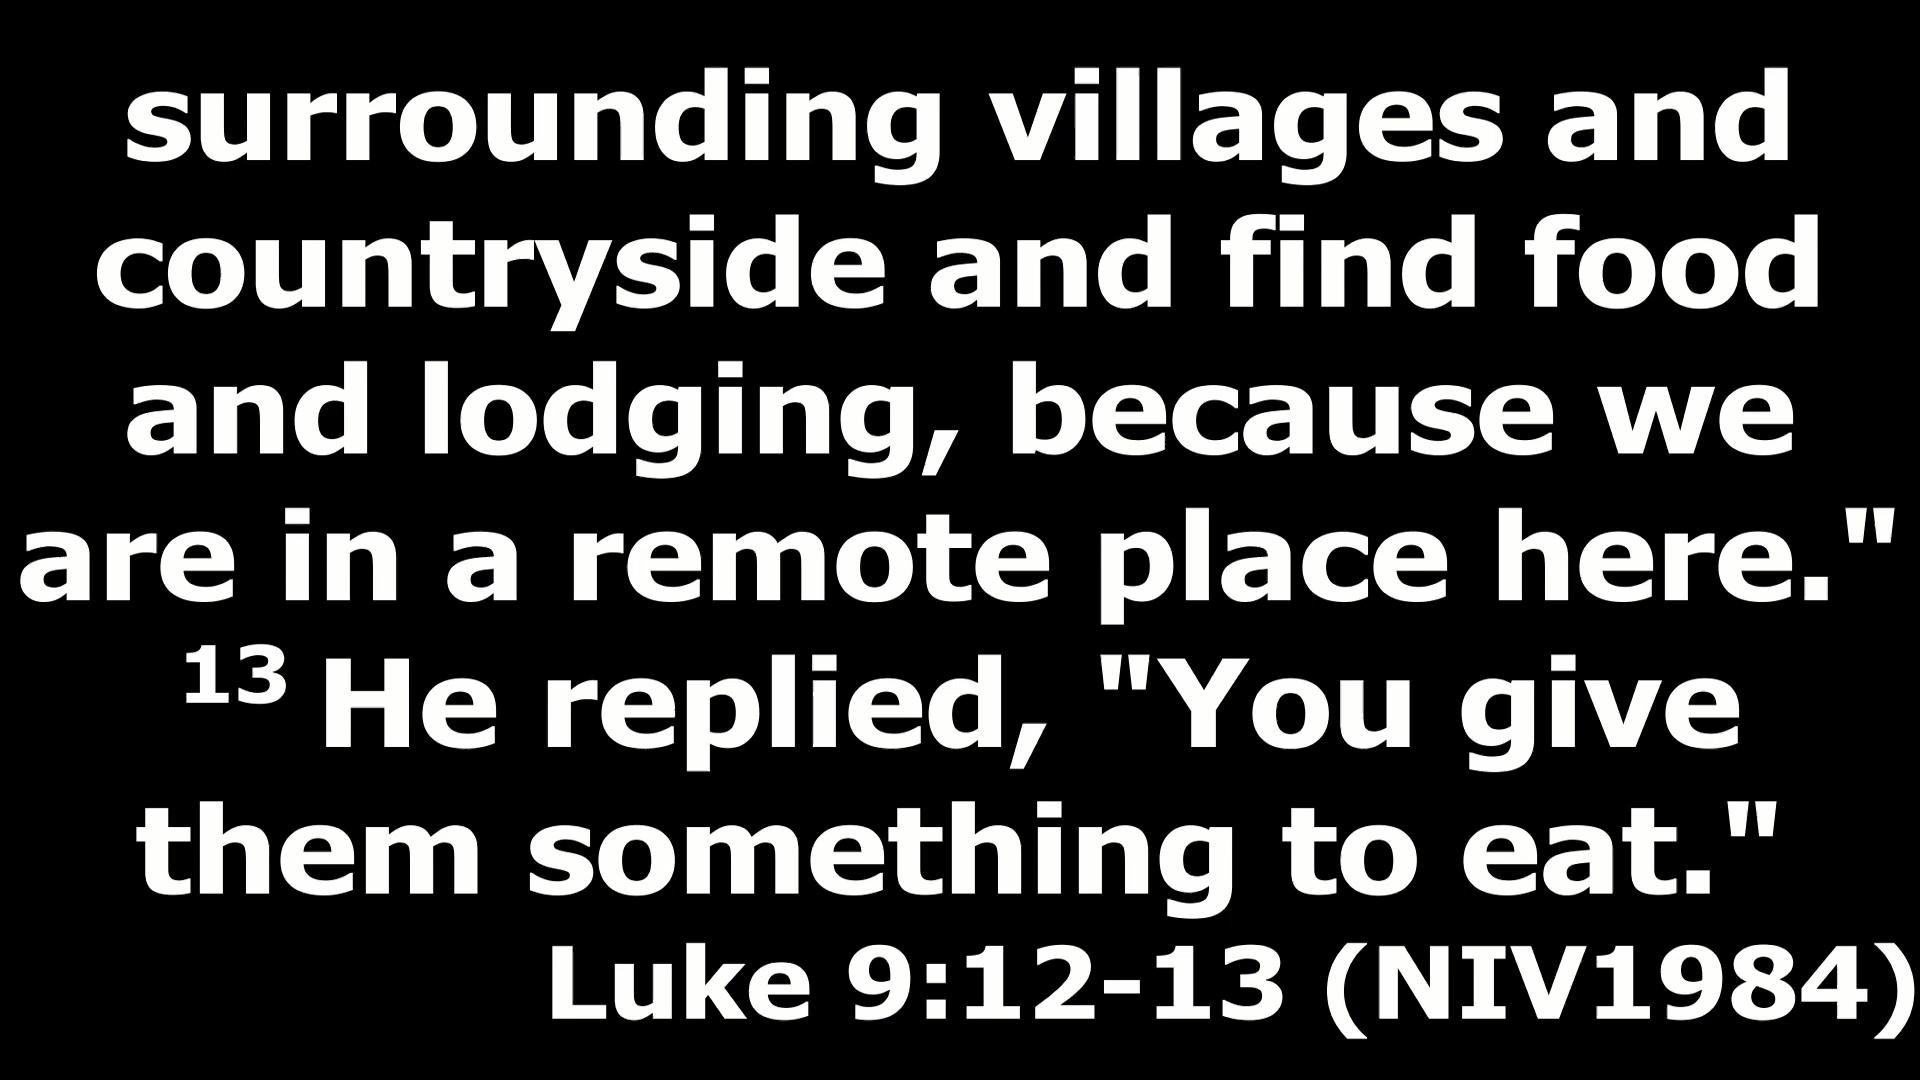 surrounding villages and
countryside and find food
and lodging, because we
are in a remote place here."
13 He replied, "You give
them something to eat."
Luke 9:12-13 (NIV1984)